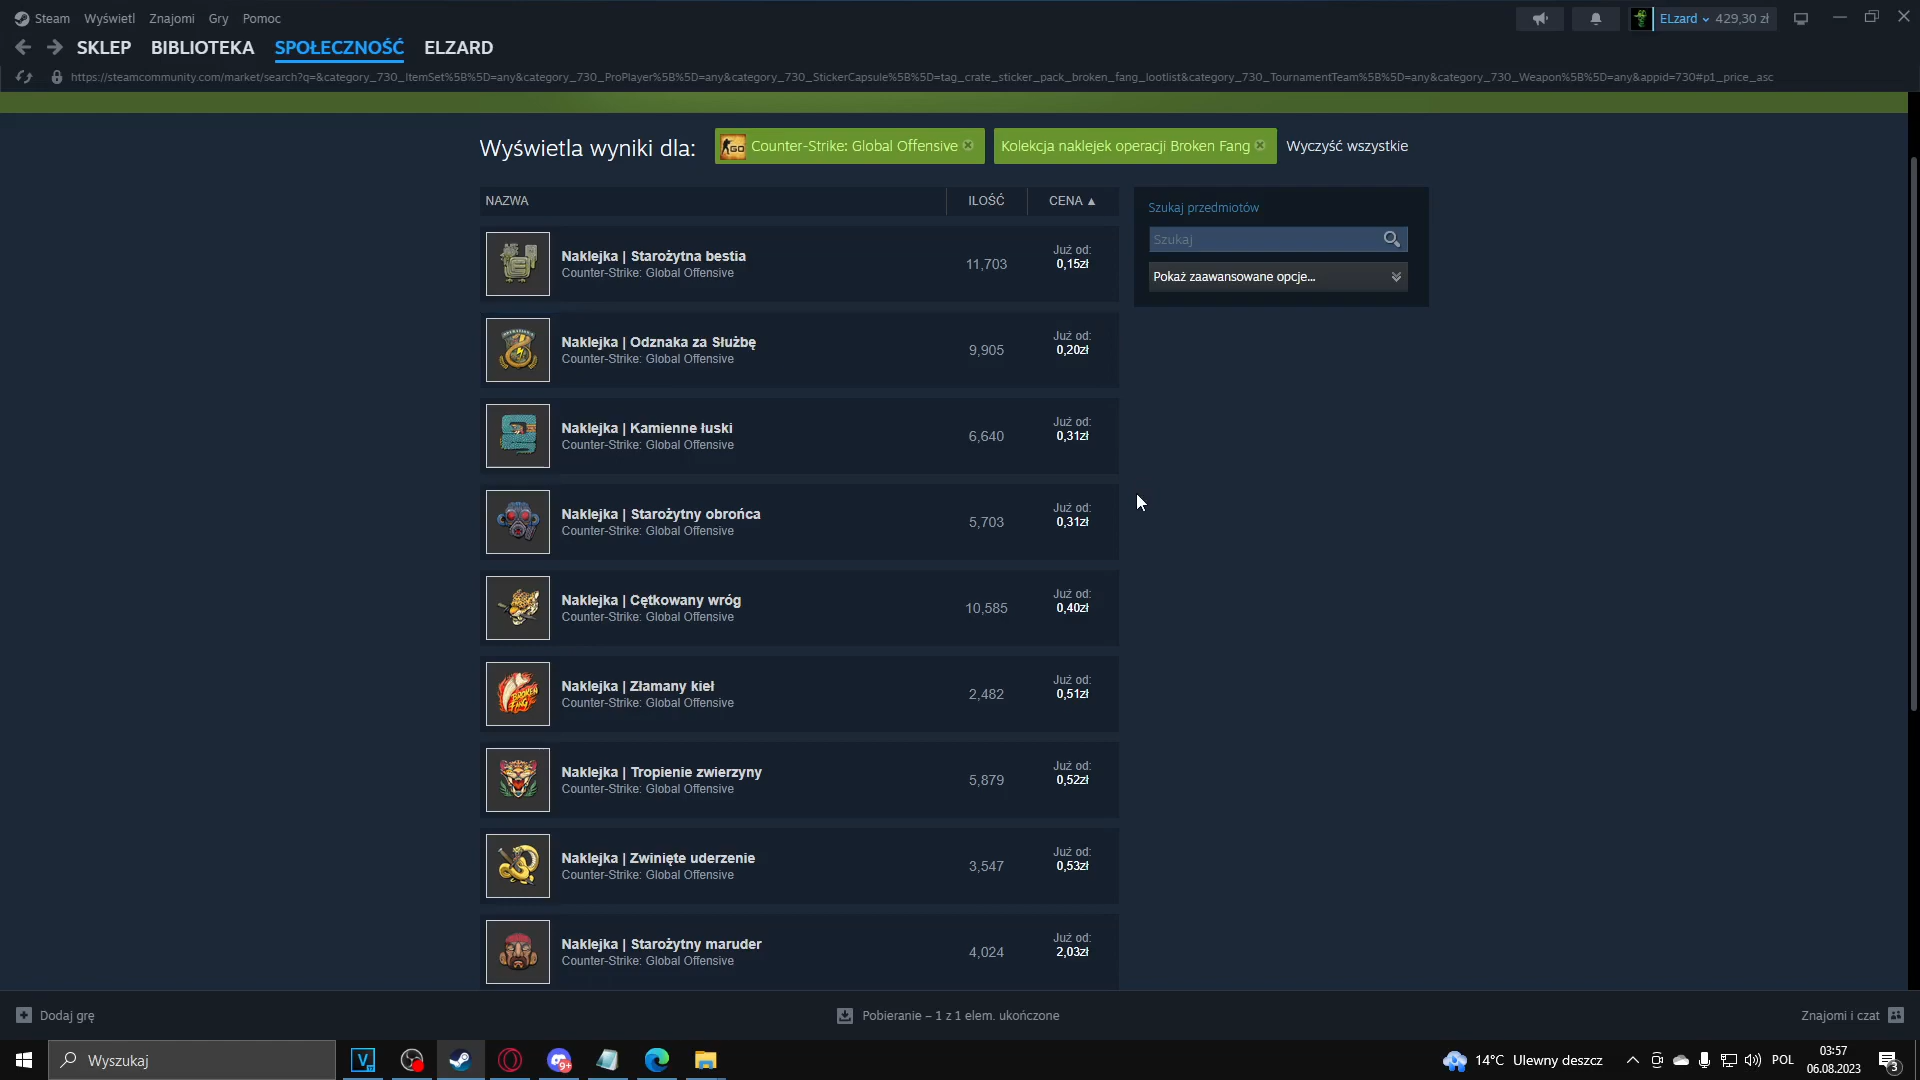 Steam Wyświetl Znajomi Gry Pomoc
ELzard 429,30 zł
SKLEP BIBLIOTEKA SPOŁECZNOŚĆ ELZARD
https://steamcommunity.com/market/search?q=&category_730_ItemSet%5B%5D=any&category_730_ProPlayer%5B%5D=any&category_730_StickerCapsule%5B%5D=tag_crate_sticker_pack_broken_fang_lootlist&category_730_TournamentTeam%5B%5D=any&category_730_Weapon%5B%5D=any&appid=730#p1_price_asc
Wyświetla wyniki dla: Counter-Strike: Global Offensive Kolekcja naklejek operacji Broken Fang Wyczyść wszystkie
NAZWA ILOŚĆ CENA ▲
Szukaj przedmiotów
Szukaj
Pokaż zaawansowane opcje...
Naklejka | Starożytna bestia
Counter-Strike: Global Offensive
11,703
Już od:
0,15zł
Naklejka | Odznaka za Służbę
Counter-Strike: Global Offensive
9,905
Już od:
0,20zł
Naklejka | Kamienne łuski
Counter-Strike: Global Offensive
6,640
Już od:
0,31zł
Naklejka | Starożytny obrońca
Counter-Strike: Global Offensive
5,703
Już od:
0,31zł
Naklejka | Cętkowany wróg
Counter-Strike: Global Offensive
10,585
Już od:
0,40zł
BROKEN
FANG
Naklejka | Złamany kieł
Counter-Strike: Global Offensive
2,482
Już od:
0,51zł
Naklejka | Tropienie zwierzyny
Counter-Strike: Global Offensive
5,879
Już od:
0,52zł
Naklejka | Zwinięte uderzenie
Counter-Strike: Global Offensive
3,547
Już od:
0,53zł
Naklejka | Starożytny maruder
Counter-Strike: Global Offensive
4,024
Już od:
2,03zł
Dodaj grę
Pobieranie – 1 z 1 elem. ukończone
Znajomi i czat
Wyszukaj
9+
14°C Ulewny deszcz
POL
03:57
06.08.2023
3